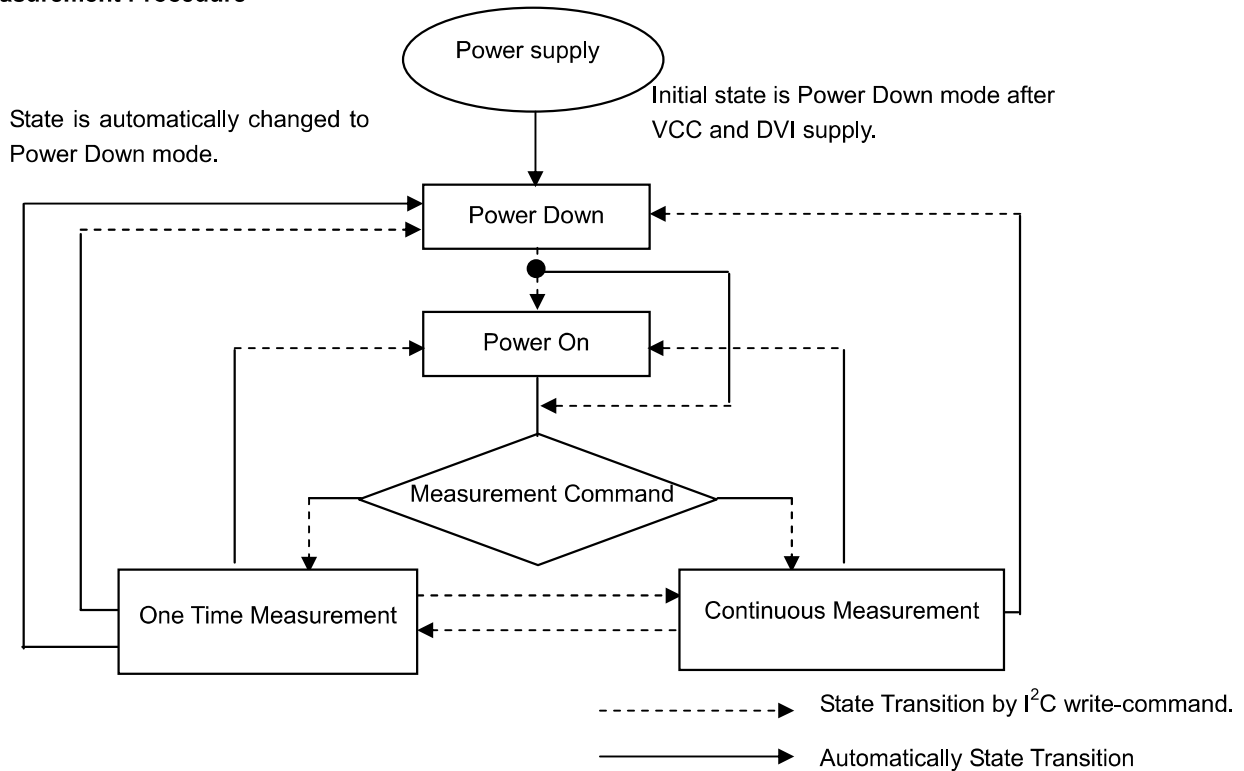 Power supply
Initial state is Power Down mode after
VCC and DVI supply.
State is automatically changed to
Power Down mode.
Power Down
Power On
Measurement Command
One Time Measurement
Continuous Measurement
State Transition by I²C write-command.
Automatically State Transition